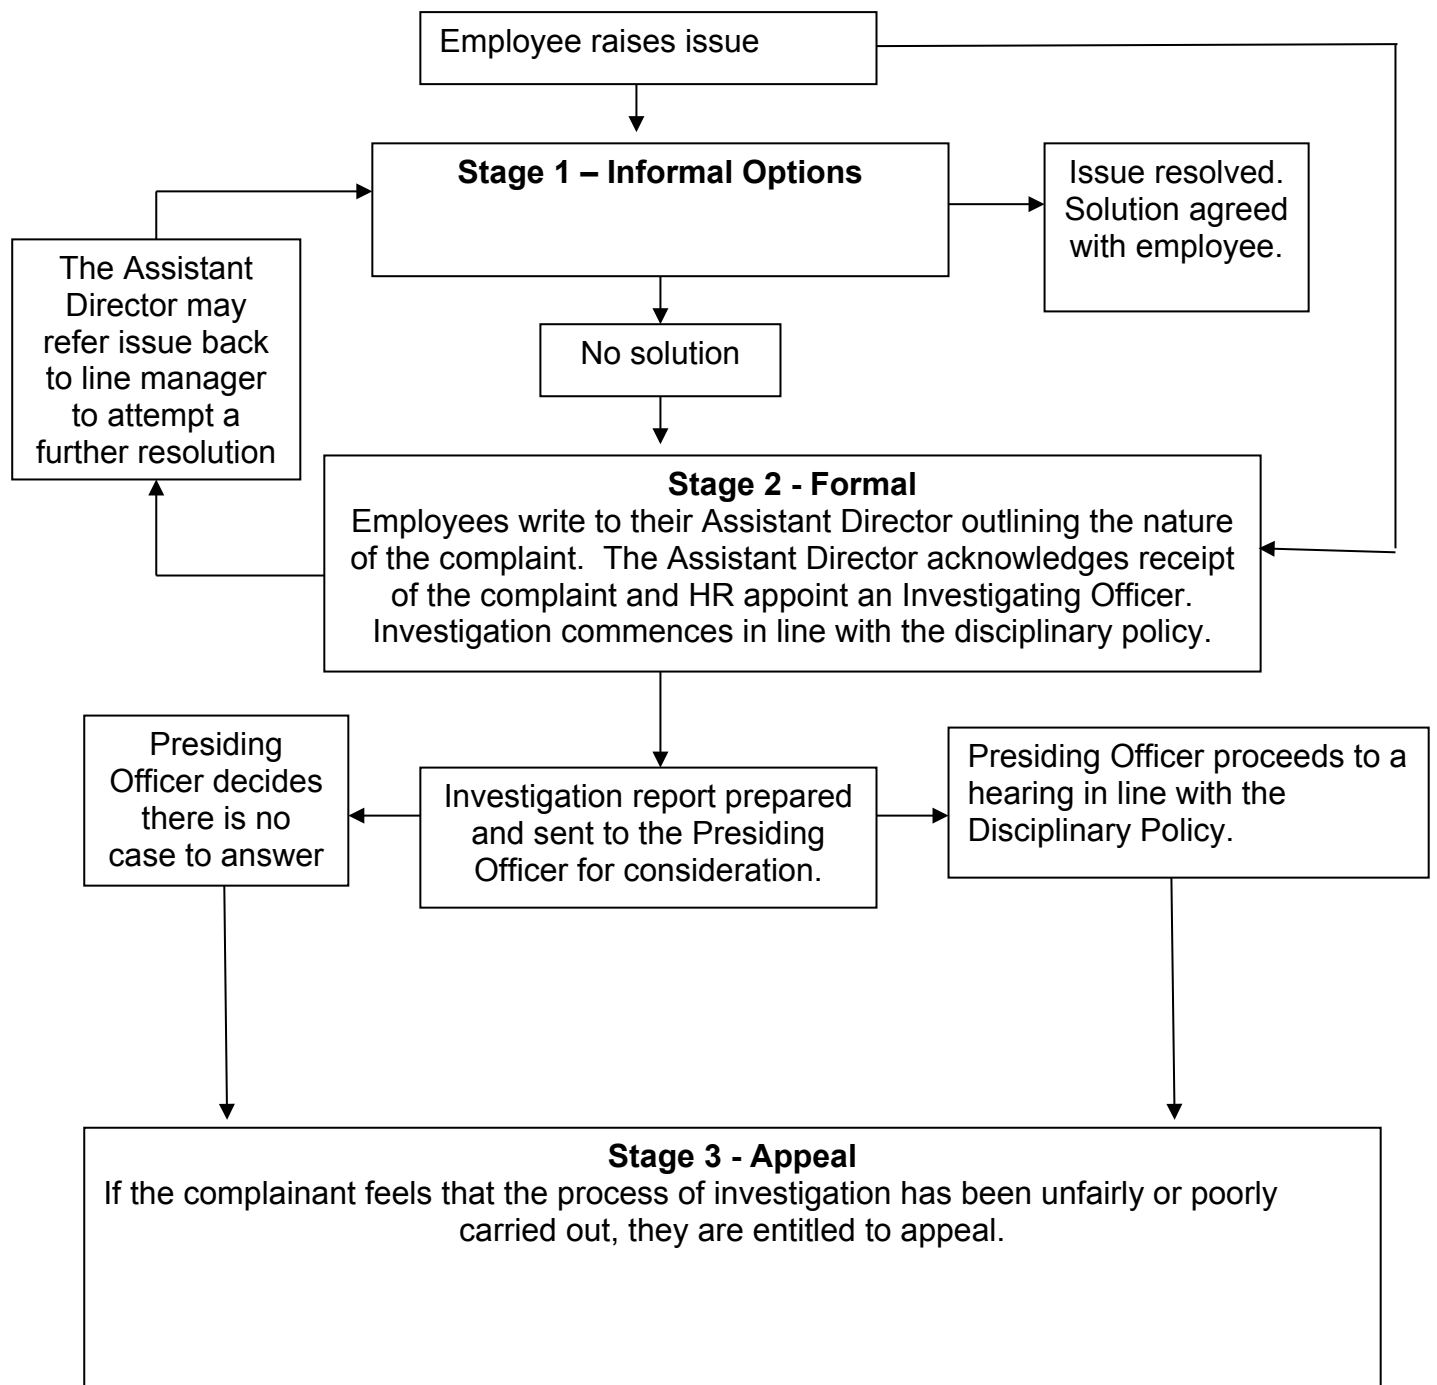 Employee raises issue
Stage 1 – Informal Options
Issue resolved.
Solution agreed
with employee.
The Assistant
Director may
refer issue back
to line manager
to attempt a
further resolution
No solution
Stage 2 - Formal
Employees write to their Assistant Director outlining the nature
of the complaint.  The Assistant Director acknowledges receipt
of the complaint and HR appoint an Investigating Officer.
Investigation commences in line with the disciplinary policy.
Presiding
Officer decides
there is no
case to answer
Investigation report prepared
and sent to the Presiding
Officer for consideration.
Presiding Officer proceeds to a
hearing in line with the
Disciplinary Policy.
Stage 3 - Appeal
If the complainant feels that the process of investigation has been unfairly or poorly
carried out, they are entitled to appeal.